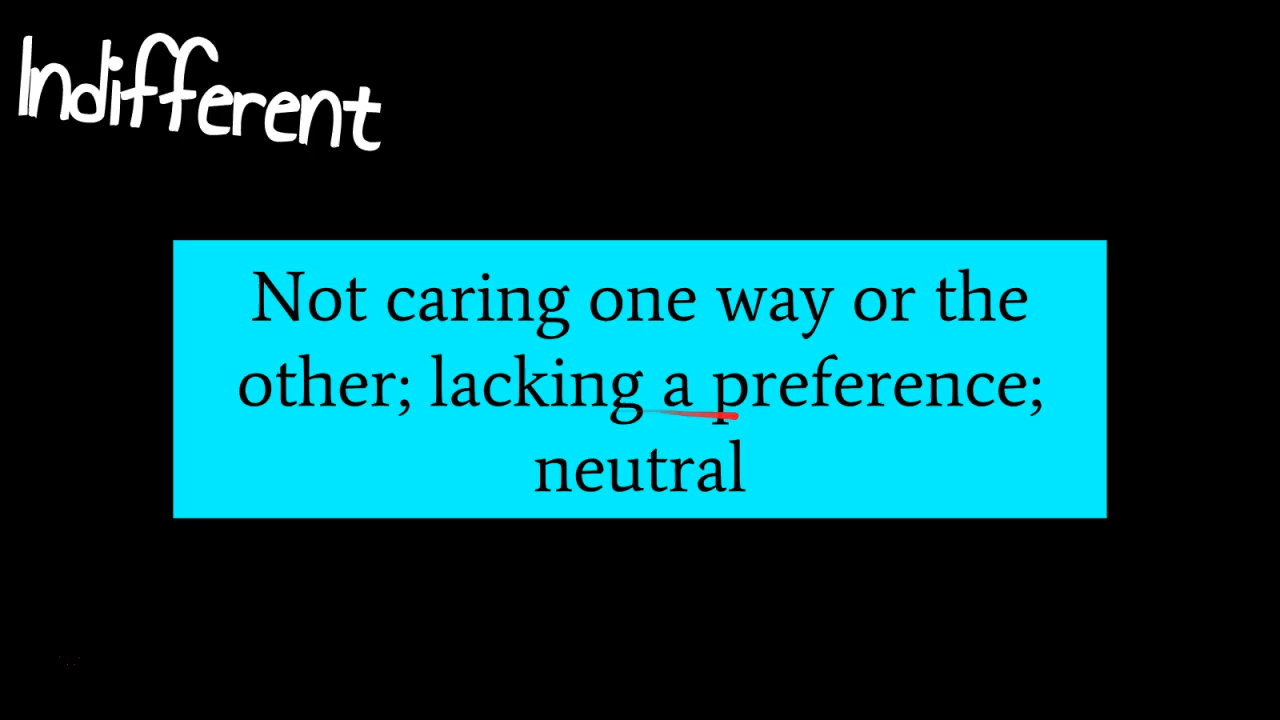 Indifferent
Not caring one way or the
other; lacking a preference;
neutral